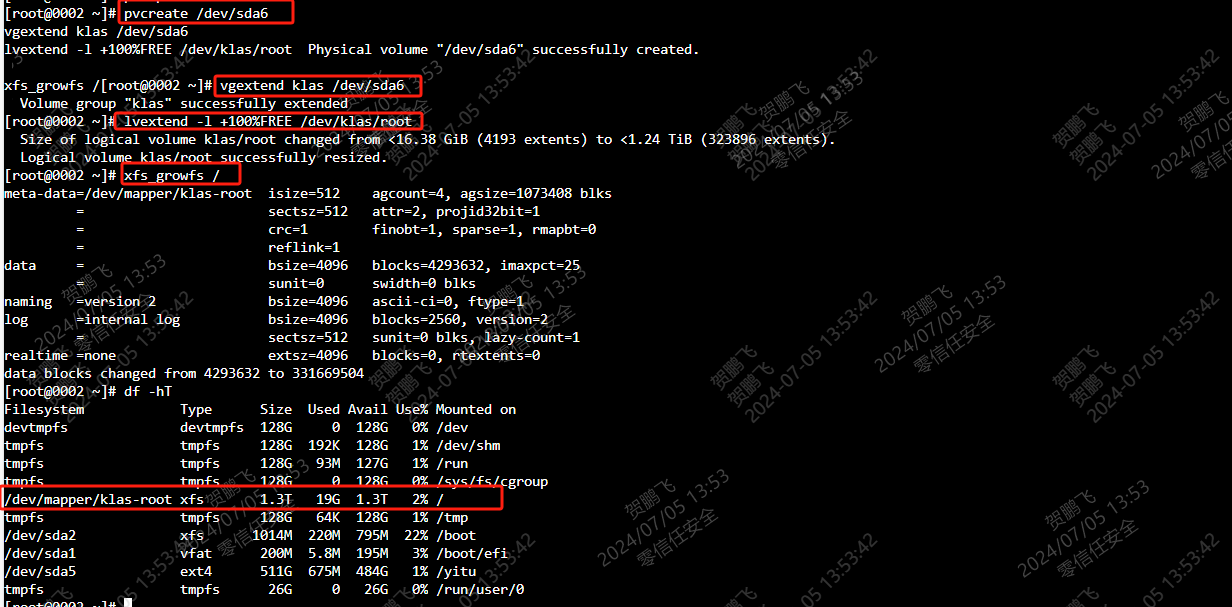 [root@0002 ~]# pvcreate /dev/sda6
vgextend klas /dev/sda6
lvextend -l +100%FREE /dev/klas/root  Physical volume "/dev/sda6" successfully created.
xfs_growfs /[root@0002 ~]# vgextend klas /dev/sda6
  Volume group "klas" successfully extended
[root@0002 ~]# lvextend -l +100%FREE /dev/klas/root
  Size of logical volume klas/root changed from <16.38 GiB (4193 extents) to <1.24 TiB (323896 extents).
  Logical volume klas/root successfully resized.
[root@0002 ~]# xfs_growfs /
meta-data=/dev/mapper/klas-root  isize=512    agcount=4, agsize=1073408 blks
         =                       sectsz=512   attr=2, projid32bit=1
         =                       crc=1        finobt=1, sparse=1, rmapbt=0
         =                       reflink=1
data     =                       bsize=4096   blocks=4293632, imaxpct=25
         =                       sunit=0      swidth=0 blks
naming   =version 2              bsize=4096   ascii-ci=0, ftype=1
log      =internal log           bsize=4096   blocks=2560, version=2
         =                       sectsz=512   sunit=0 blks, lazy-count=1
realtime =none                   extsz=4096   blocks=0, rtextents=0
data blocks changed from 4293632 to 331669504
[root@0002 ~]# df -hT
Filesystem            Type      Size  Used Avail Use% Mounted on
devtmpfs              devtmpfs  128G     0  128G   0% /dev
tmpfs                 tmpfs     128G  192K  128G   1% /dev/shm
tmpfs                 tmpfs     128G   93M  127G   1% /run
tmpfs                 tmpfs     128G     0  128G   0% /sys/fs/cgroup
/dev/mapper/klas-root xfs       1.3T   19G  1.3T   2% /
tmpfs                 tmpfs     128G   64K  128G   1% /tmp
/dev/sda2             xfs      1014M  220M  795M  22% /boot
/dev/sda1             vfat      200M  5.8M  195M   3% /boot/efi
/dev/sda5             ext4      511G  675M  484G   1% /yitu
tmpfs                 tmpfs      26G     0   26G   0% /run/user/0
[root@0002 ~]#
贺鹏飞
2024/07/05 13:53
零信任安全
贺鹏飞
2024-07-05 13:53:42